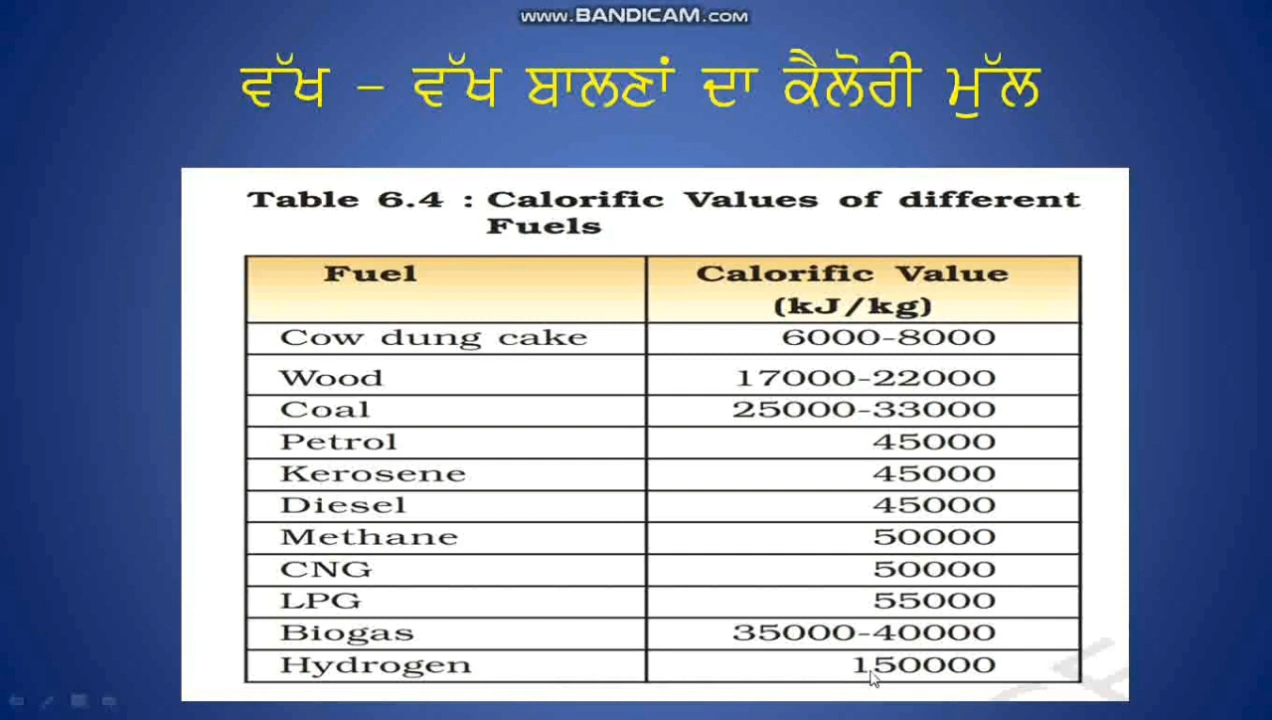 www.BANDICAM.com
ਵੱਖ - ਵੱਖ ਬਾਲਣਾਂ ਦਾ ਕੈਲੋਰੀ ਮੁੱਲ
Table 6.4 : Calorific Values of different
Fuels
Fuel Calorific Value
(kJ/kg)
Cow dung cake 6000-8000
Wood 17000-22000
Coal 25000-33000
Petrol 45000
Kerosene 45000
Diesel 45000
Methane 50000
CNG 50000
LPG 55000
Biogas 35000-40000
Hydrogen 150000